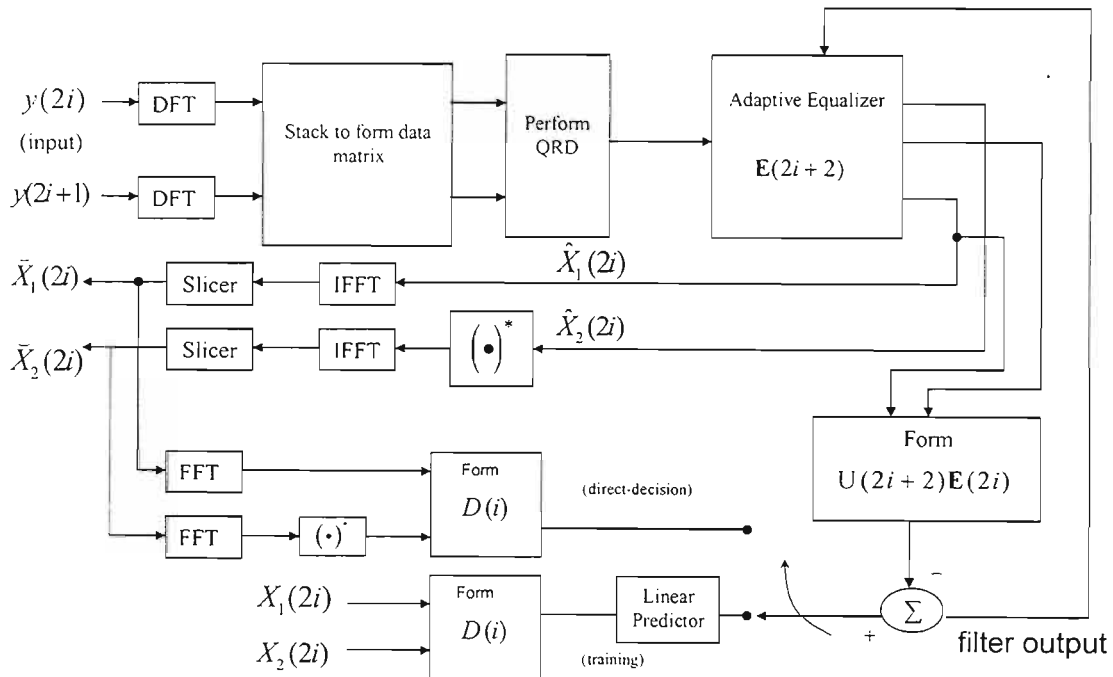 y(2i)
(input)
y(2i+1)
DFT
DFT
Stack to form data
matrix
Perform
QRD
Adaptive Equalizer
E(2i+2)
X̄₁(2i)
Slicer
IFFT
X̂₁(2i)
X̄₂(2i)
Slicer
IFFT
(•)*
X̂₂(2i)
Form
U(2i+2)E(2i)
FFT
FFT
(•)*
Form
D(i)
(direct-decision)
X₁(2i)
X₂(2i)
Form
D(i)
Linear
Predictor
(training)
+
−
Σ
filter output